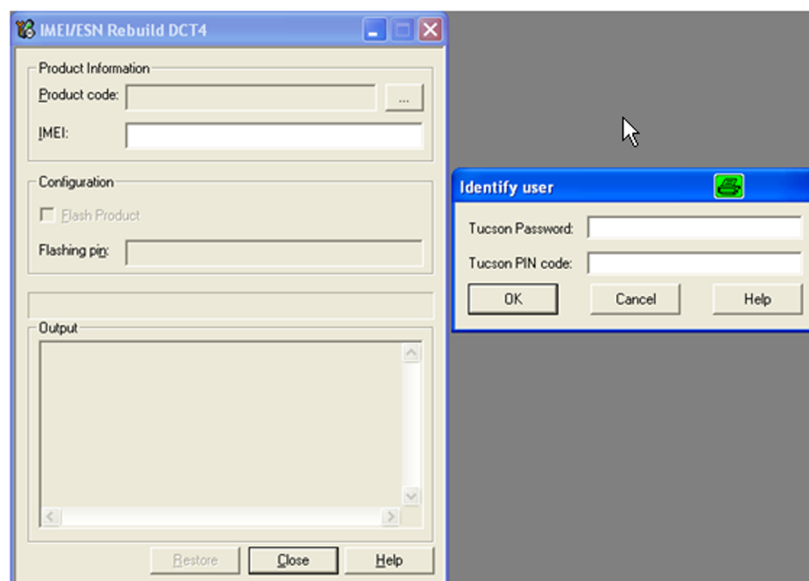 IMEI/ESN Rebuild DCT4
Product Information
Product code:
...
IMEI:
Configuration
Flash Product
Flashing pin:
Output
Restore
Close
Help
Identify user
Tucson Password:
Tucson PIN code:
OK
Cancel
Help